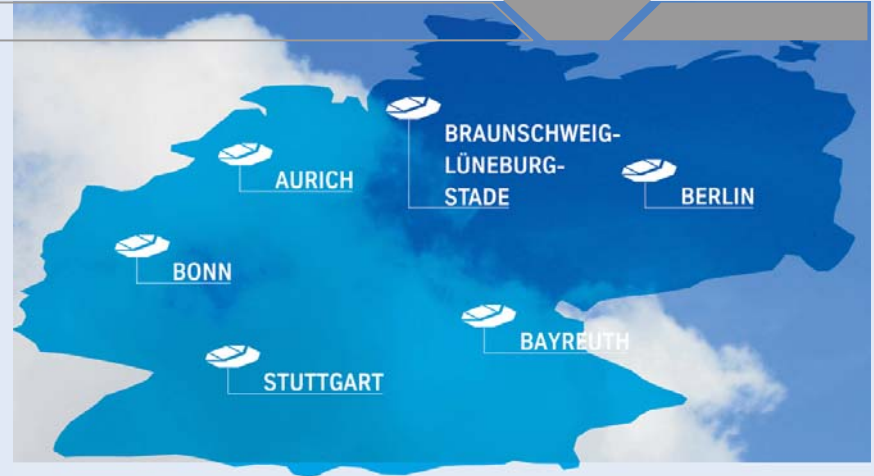 BRAUNSCHWEIG-
LÜNEBURG-
STADE
AURICH
BERLIN
BONN
BAYREUTH
STUTTGART